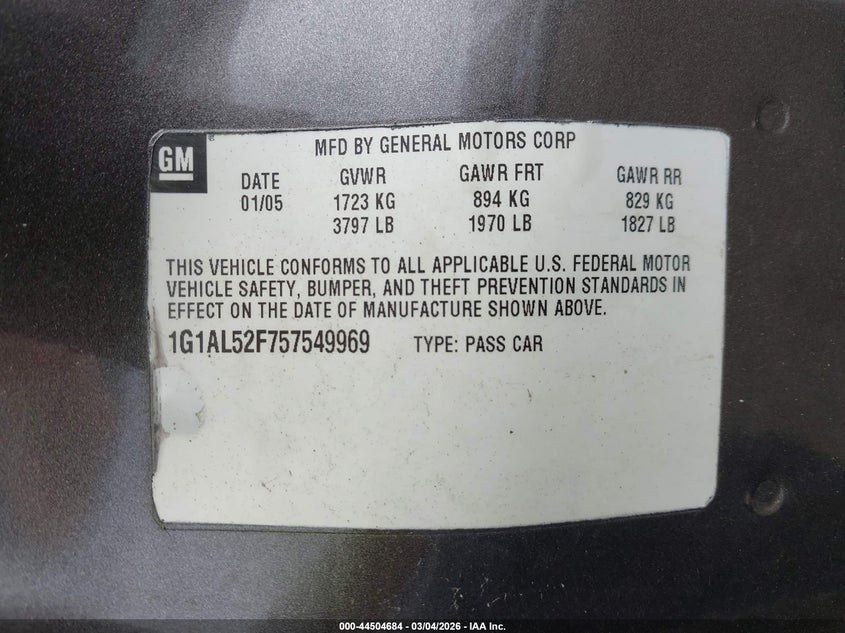 GM
MFD BY GENERAL MOTORS CORP
DATE GVWR GAWR FRT GAWR RR
01/05 1723 KG 894 KG 829 KG
3797 LB 1970 LB 1827 LB
THIS VEHICLE CONFORMS TO ALL APPLICABLE U.S. FEDERAL MOTOR
VEHICLE SAFETY, BUMPER, AND THEFT PREVENTION STANDARDS IN
EFFECT ON THE DATE OF MANUFACTURE SHOWN ABOVE.
1G1AL52F757549969 TYPE: PASS CAR
000-44504684 - 03/04/2026 - IAA Inc.